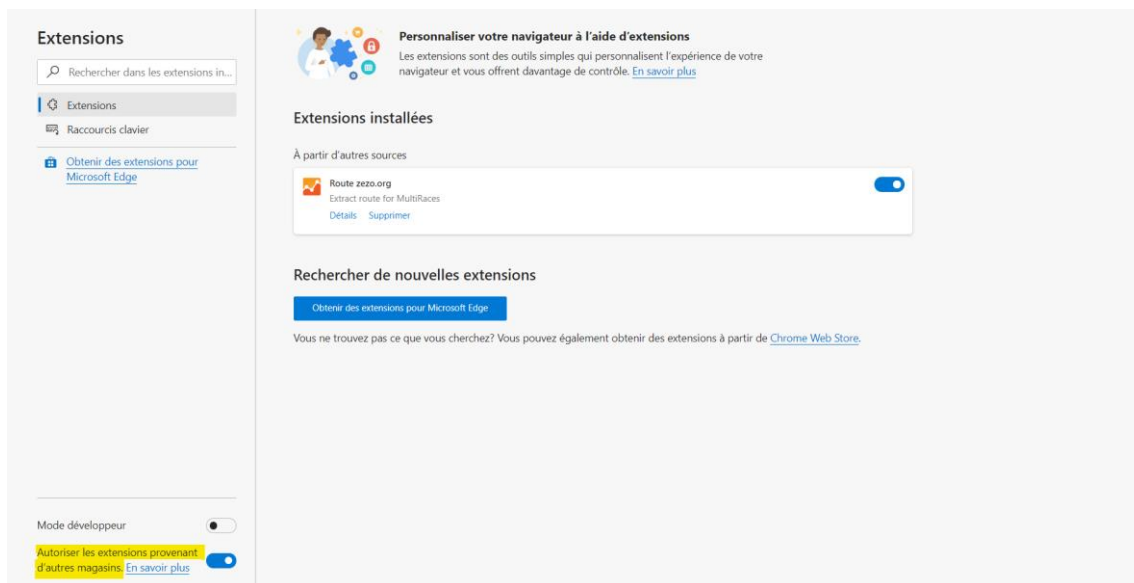 Extensions
Rechercher dans les extensions in...
Extensions
Raccourcis clavier
Obtenir des extensions pour
Microsoft Edge
Mode développeur
Autoriser les extensions provenant
d'autres magasins. En savoir plus
Personnaliser votre navigateur à l'aide d'extensions
Les extensions sont des outils simples qui personnalisent l'expérience de votre
navigateur et vous offrent davantage de contrôle. En savoir plus
Extensions installées
À partir d'autres sources
Route zezo.org
Extract route for MultiRaces
Détails Supprimer
Rechercher de nouvelles extensions
Obtenir des extensions pour Microsoft Edge
Vous ne trouvez pas ce que vous cherchez? Vous pouvez également obtenir des extensions à partir de Chrome Web Store.